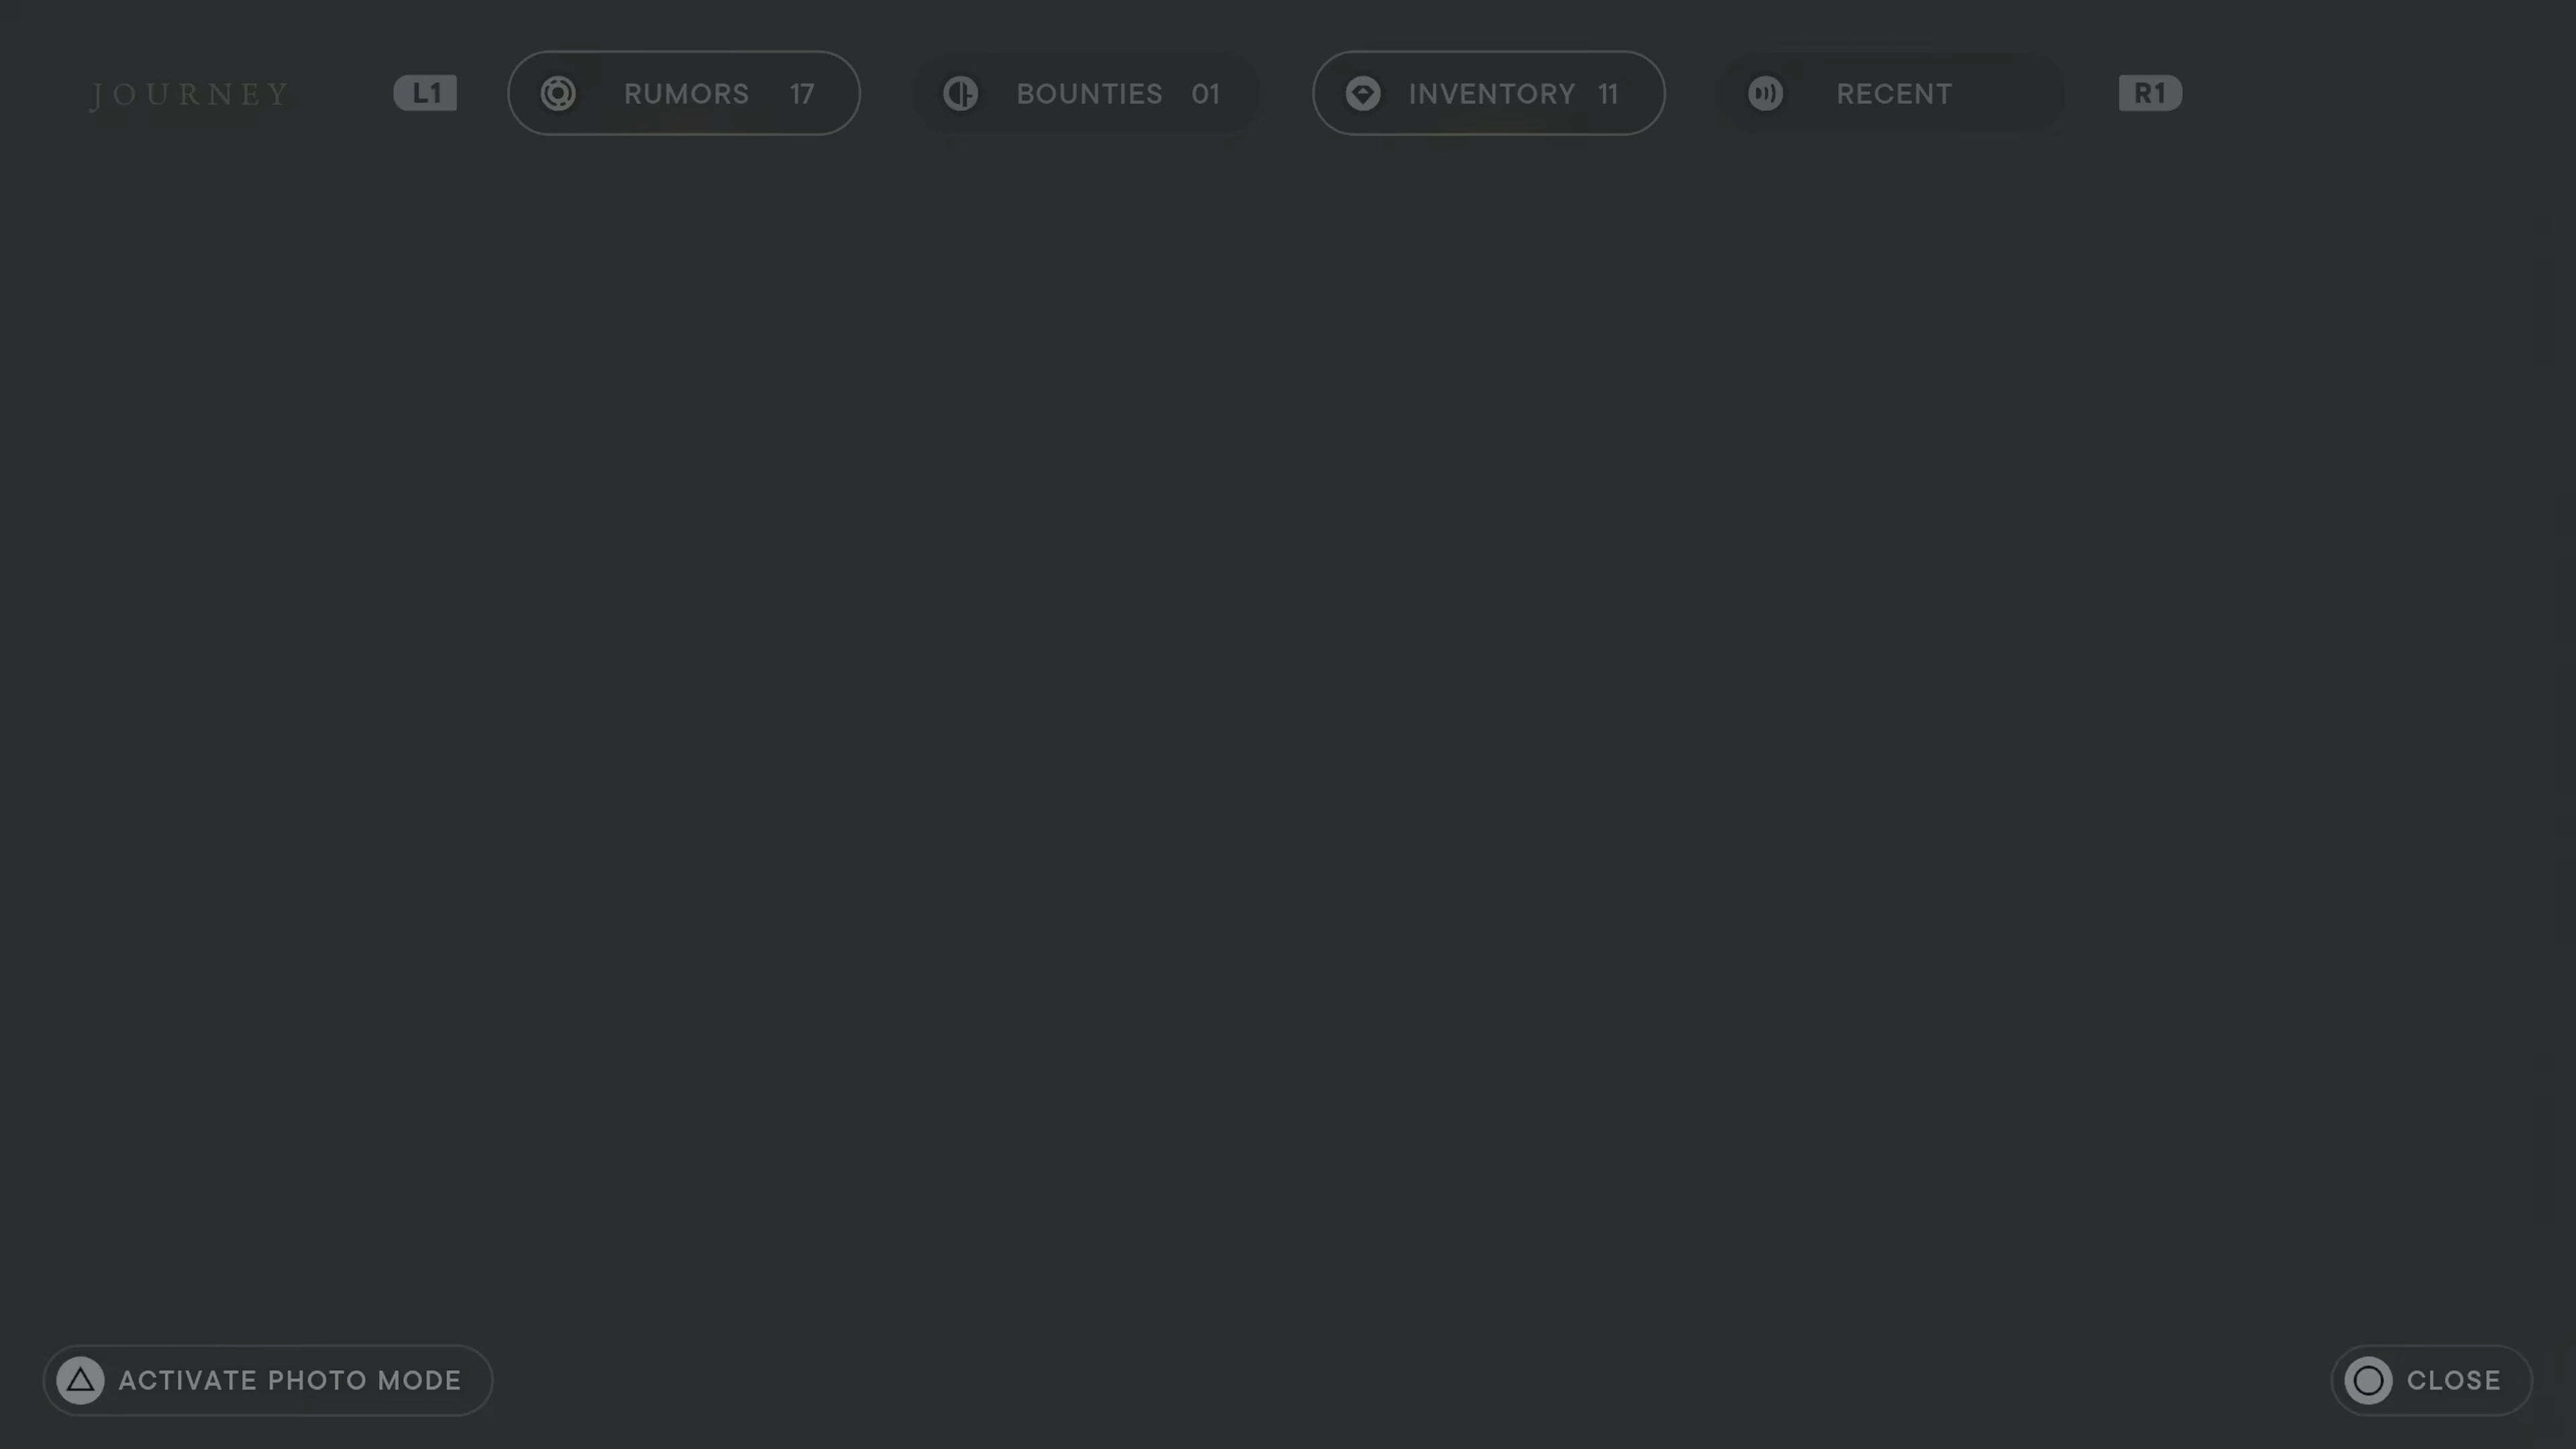 JOURNEY L1 RUMORS 17 BOUNTIES 01 INVENTORY 11 RECENT R1
ACTIVATE PHOTO MODE CLOSE